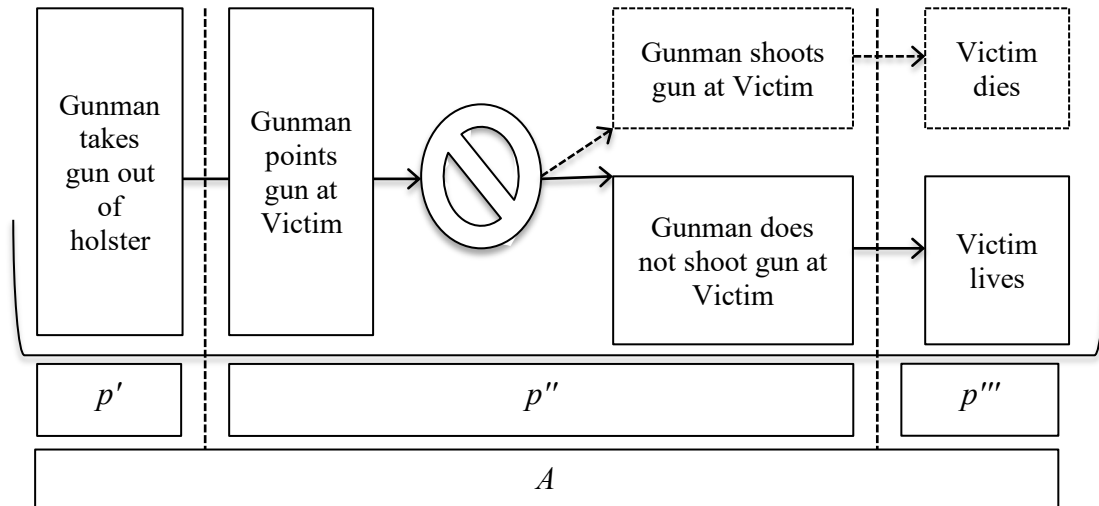 Gunman
takes
gun out
of
holster
Gunman
points
gun at
Victim
Gunman shoots
gun at Victim
Victim
dies
Gunman does
not shoot gun at
Victim
Victim
lives
p′
p″
p‴
A